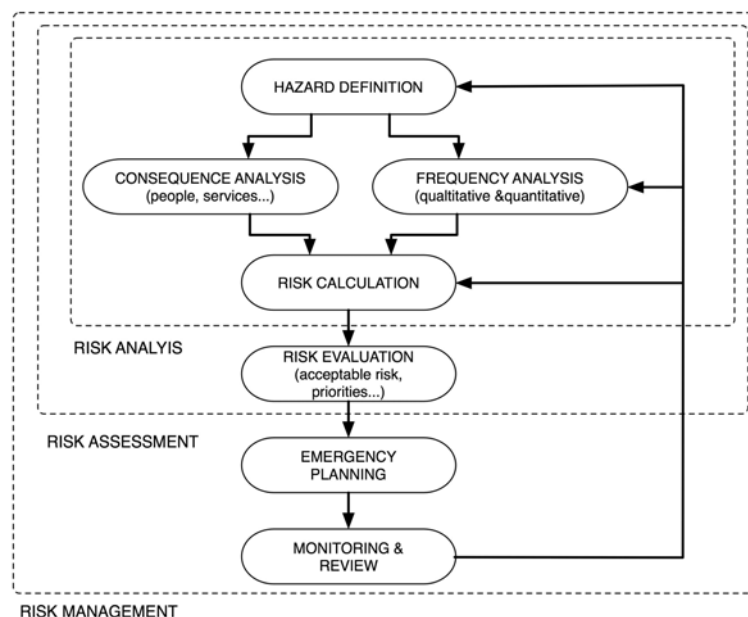 HAZARD DEFINITION
CONSEQUENCE ANALYSIS
(people, services...)
FREQUENCY ANALYSIS
(qualtitative &quantitative)
RISK CALCULATION
RISK ANALYIS
RISK EVALUATION
(acceptable risk,
priorities...)
RISK ASSESSMENT
EMERGENCY
PLANNING
MONITORING &
REVIEW
RISK MANAGEMENT